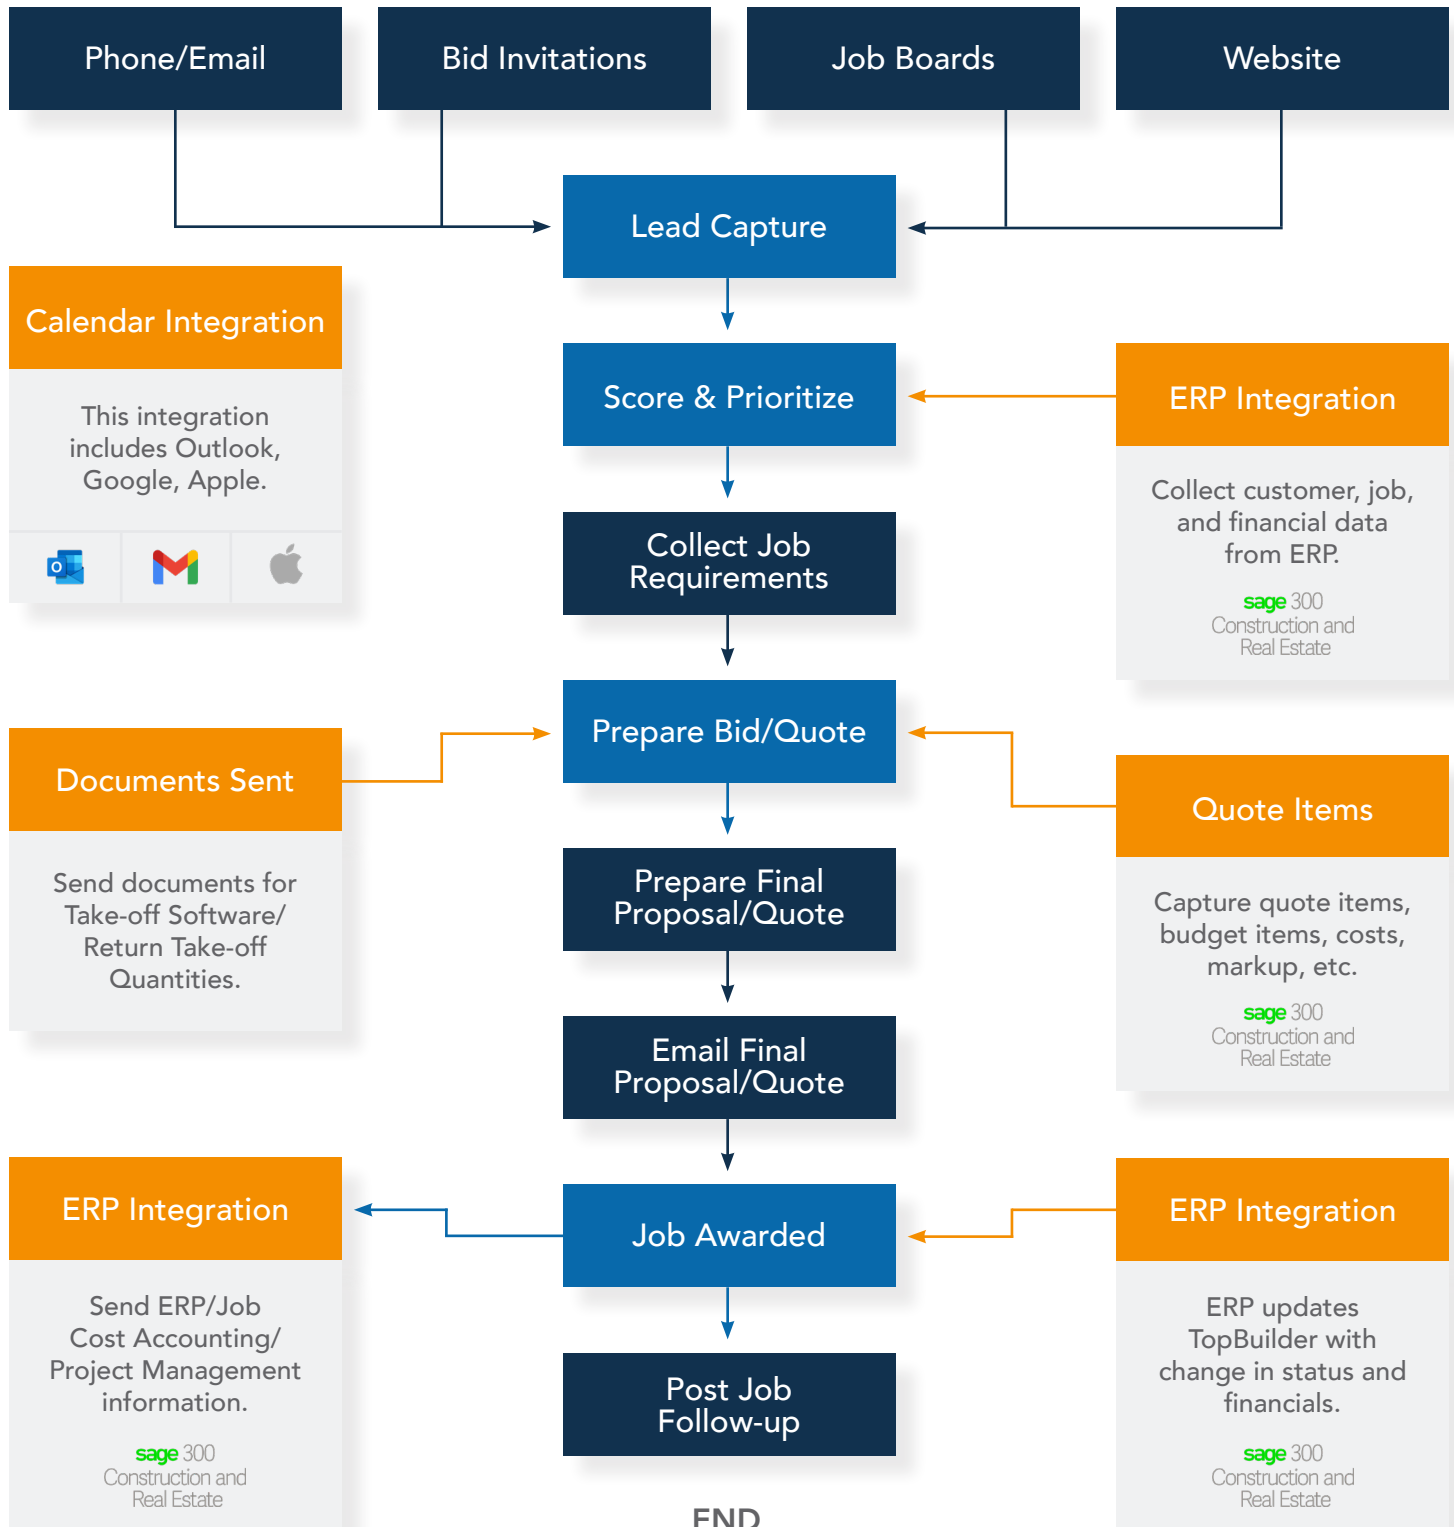 Phone/Email
Bid Invitations
Job Boards
Website
Lead Capture
Calendar Integration
This integration
includes Outlook,
Google, Apple.
Score & Prioritize
ERP Integration
Collect customer, job,
and financial data
from ERP.
sage 300
Construction and
Real Estate
Collect Job
Requirements
Prepare Bid/Quote
Documents Sent
Send documents for
Take-off Software/
Return Take-off
Quantities.
Quote Items
Capture quote items,
budget items, costs,
markup, etc.
sage 300
Construction and
Real Estate
Prepare Final
Proposal/Quote
Email Final
Proposal/Quote
ERP Integration
Send ERP/Job
Cost Accounting/
Project Management
information.
sage 300
Construction and
Real Estate
Job Awarded
ERP Integration
ERP updates
TopBuilder with
change in status and
financials.
sage 300
Construction and
Real Estate
Post Job
Follow-up
END